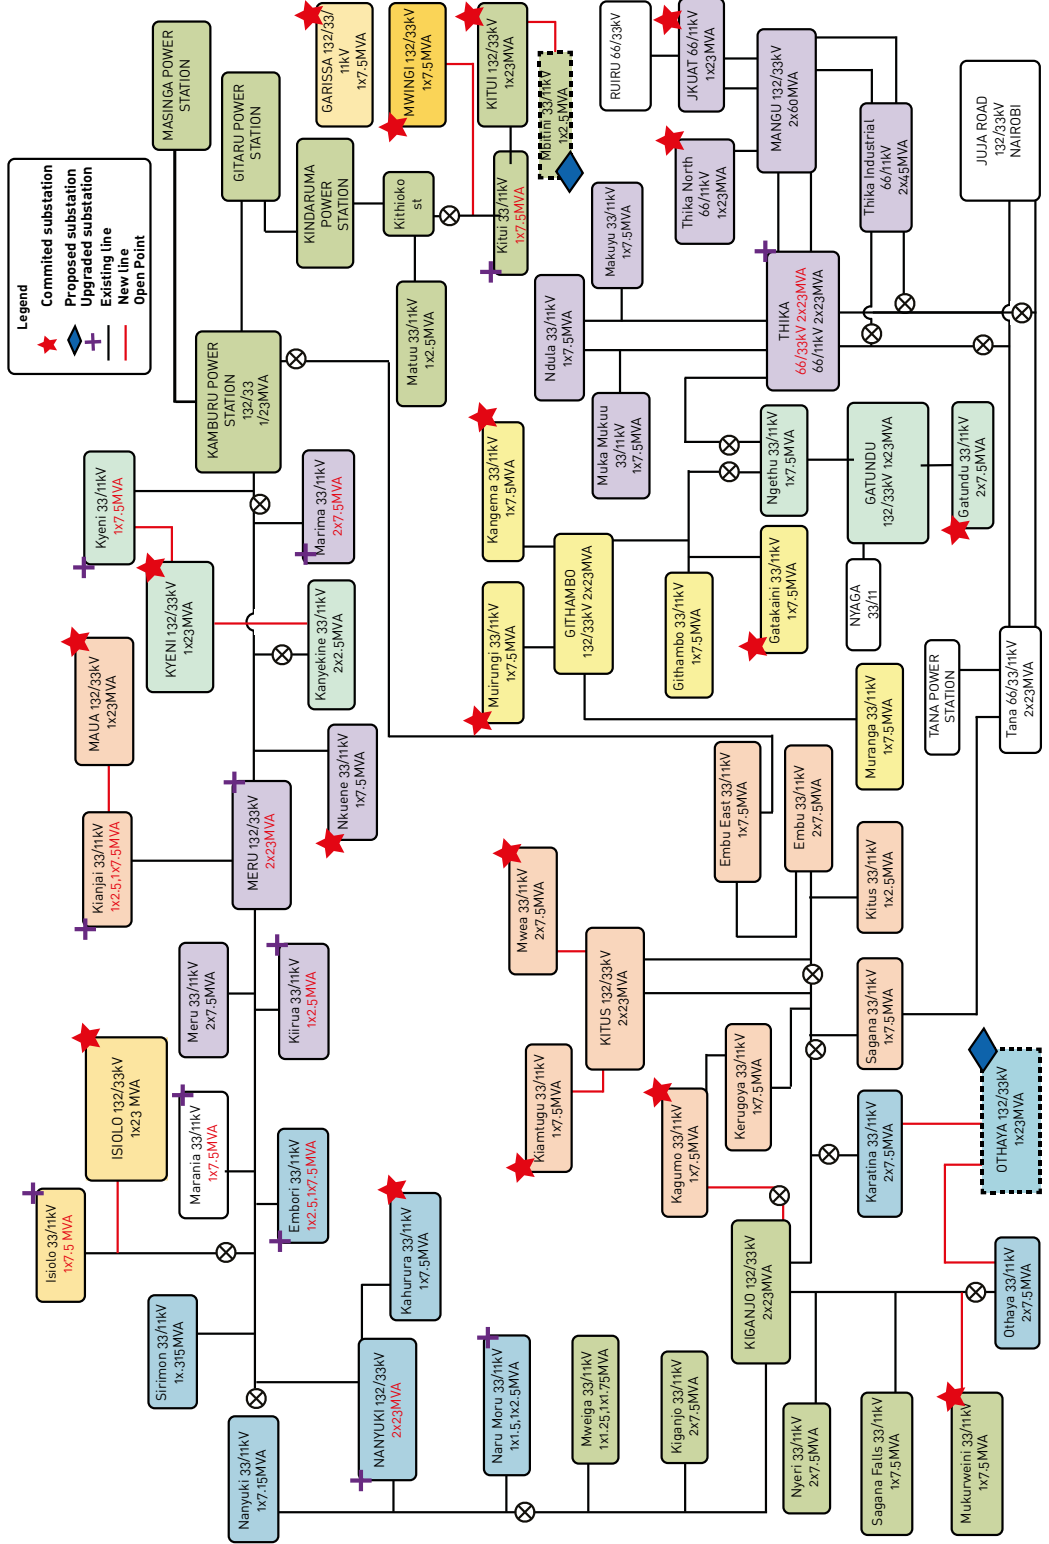 Legend
Commited substation
Proposed substation
Upgraded substation
Existing line
New line
Open Point
MASINGA POWER
STATION
GITARU POWER
STATION
KINDARUMA
POWER
STATION
KAMBURU POWER
STATION
132/33
1/23MVA
Kithioko
st
Matuu 33/11kV
1x2.5MVA
GARISSA 132/33/
11kV
1x7.5MVA
MWINGI 132/33kV
1x7.5MVA
KITUI 132/33kV
1x23MVA
Kitui 33/11kV
1x7.5MVA
Mbitini 33/11kV
1x2.5MVA
Kyeni 33/11kV
1x7.5MVA
KYENI 132/33kV
1x23MVA
Marima 33/11kV
2x7.5MVA
Kanyekine 33/11kV
2x2.5MVA
MAUA 132/33kV
1x23MVA
Kianjai 33/11kV
1x2.5,1x7.5MVA
MERU 132/33kV
2x23MVA
Nkuene 33/11kV
1x7.5MVA
Meru 33/11kV
2x7.5MVA
Kiirua 33/11kV
1x2.5MVA
ISIOLO 132/33kV
1x23 MVA
Isiolo 33/11kV
1x7.5 MVA
Marania 33/11kV
1x7.5MVA
Embori 33/11kV
1x2.5,1x7.5MVA
Sirimon 33/11kV
1x.315MVA
Nanyuki 33/11kV
1x7.15MVA
NANYUKI 132/33kV
2x23MVA
Kahurura 33/11kV
1x7.5MVA
Naru Moru 33/11kV
1x1.5,1x2.5MVA
Mweiga 33/11kV
1x1.25,1x1.75MVA
Kiganjo 33/11kV
2x7.5MVA
KIGANJO 132/33kV
2x23MVA
Nyeri 33/11kV
2x7.5MVA
Sagana Falls 33/11kV
1x7.5MVA
Mukurweini 33/11kV
1x7.5MVA
Othaya 33/11kV
2x7.5MVA
OTHAYA 132/33kV
1x23MVA
Karatina 33/11kV
2x7.5MVA
Kagumo 33/11kV
1x7.5MVA
Kerugoya 33/11kV
1x7.5MVA
Kiamtugu 33/11kV
1x7.5MVA
KITUS 132/33kV
2x23MVA
Mwea 33/11kV
2x7.5MVA
Sagana 33/11kV
1x7.5MVA
Kitus 33/11kV
1x2.5MVA
Embu 33/11kV
2x7.5MVA
Embu East 33/11kV
1x7.5MVA
Muirungi 33/11kV
1x7.5MVA
Kangema 33/11kV
1x7.5MVA
GITHAMBO
132/33kV 2x23MVA
Githambo 33/11kV
1x7.5MVA
Gatakaini 33/11kV
1x7.5MVA
Muranga 33/11kV
1x7.5MVA
TANA POWER
STATION
Tana 66/33/11kV
2x23MVA
NYAGA
33/11
GATUNDU
132/33kV 1x23MVA
Gatundu 33/11kV
2x7.5MVA
Ngethu 33/11kV
1x7.5MVA
Ndula 33/11kV
1x7.5MVA
Makuyu 33/11kV
1x7.5MVA
Muka Mukuu
33/11kV
1x7.5MVA
THIKA
66/33kV 2x23MVA
66/11kV 2x23MVA
Thika North
66/11kV
1x23MVA
RUIRU 66/33kV
JKUAT 66/11kV
1x23MVA
MANGU 132/33kV
2x60MVA
Thika Industrial
66/11kV
2x45MVA
JUJA ROAD
132/33kV
NAIROBI